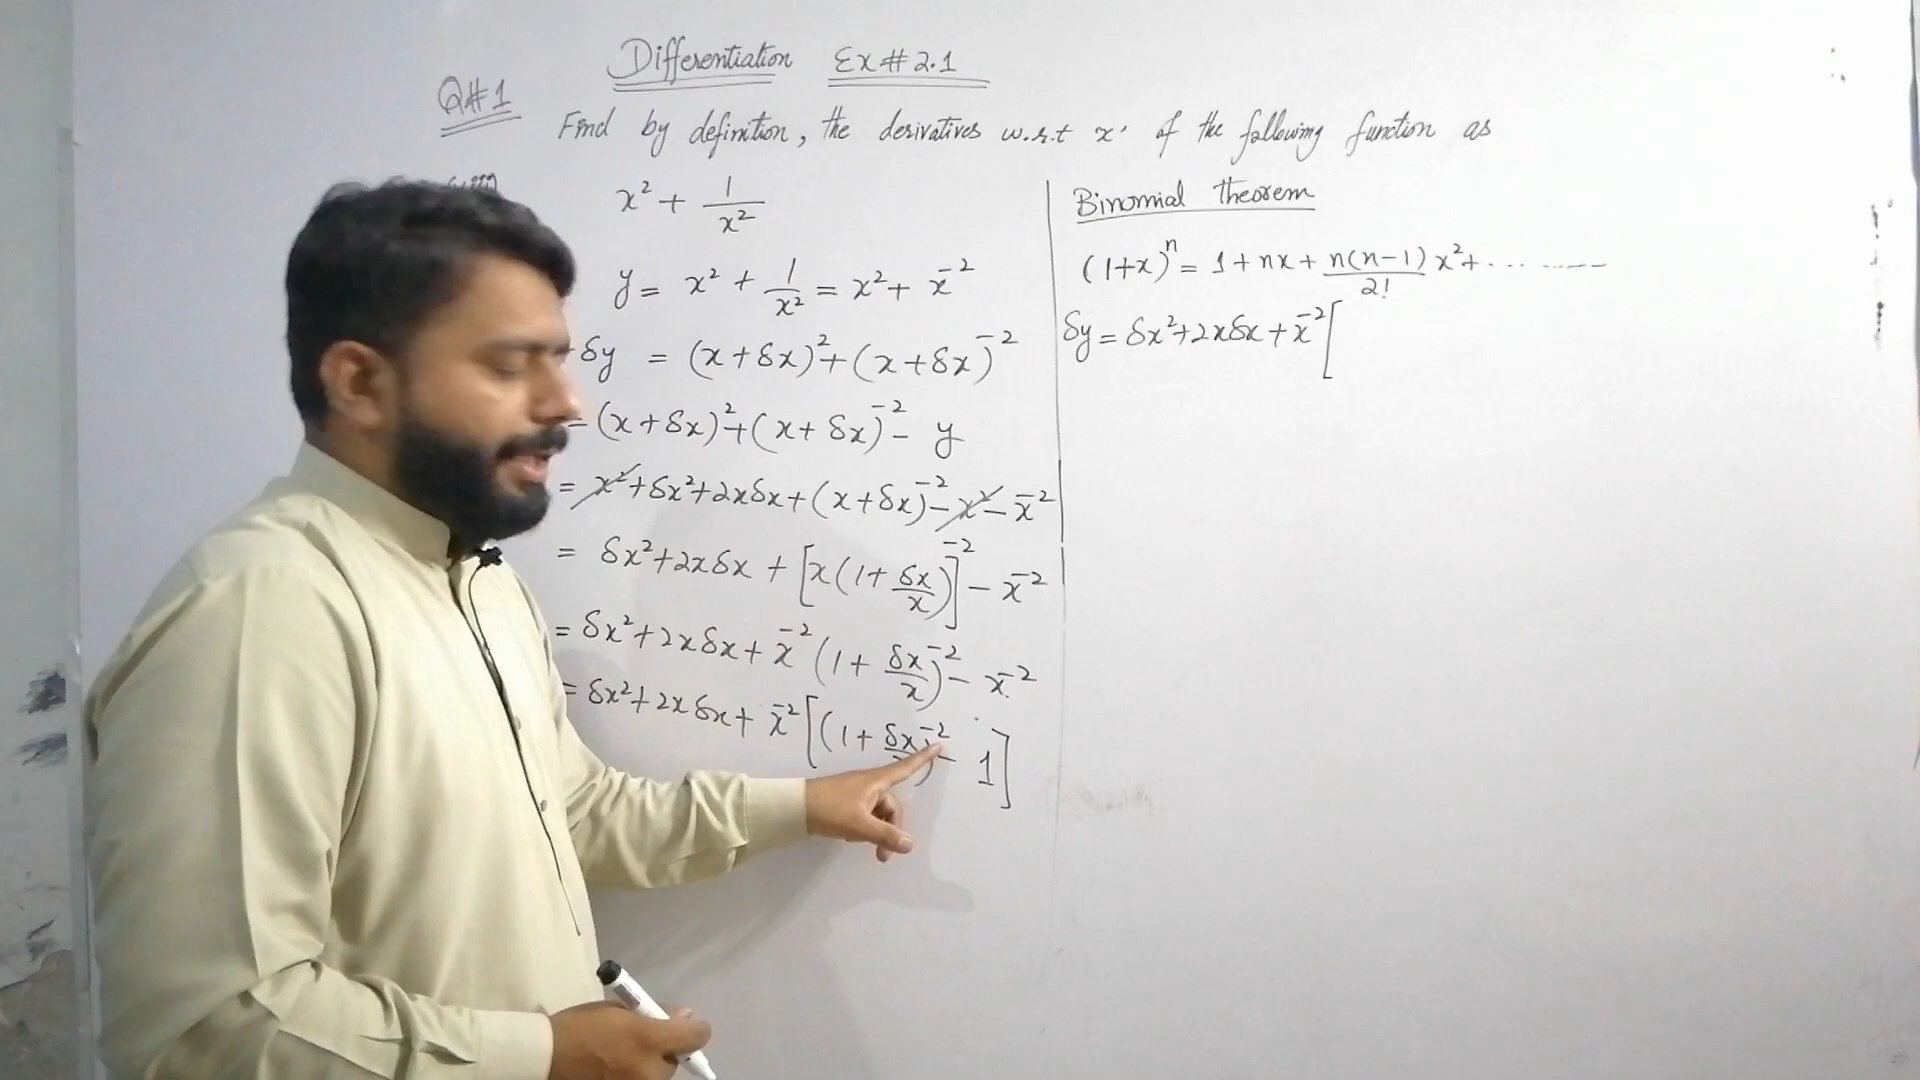 Differentiation Ex#2.1
Q#1
Find by definition, the derivatives w.r.t x' of the following function as
x² + 1/x²
y = x² + 1/x² = x² + x⁻²
δy = (x+δx)² + (x+δx)⁻²
= (x+δx)² + (x+δx)⁻² - y
= x² + δx² + 2xδx + (x+δx)⁻² - x² - x⁻²
= δx² + 2xδx + [x(1+δx/x)]⁻² - x⁻²
= δx² + 2xδx + x⁻²(1+δx/x)⁻² - x⁻²
= δx² + 2xδx + x⁻²[(1+δx)⁻² - 1]
Binomial theorem
(1+x)ⁿ = 1 + nx + n(n-1)/2! x² + ........
δy = δx² + 2xδx + x⁻²[